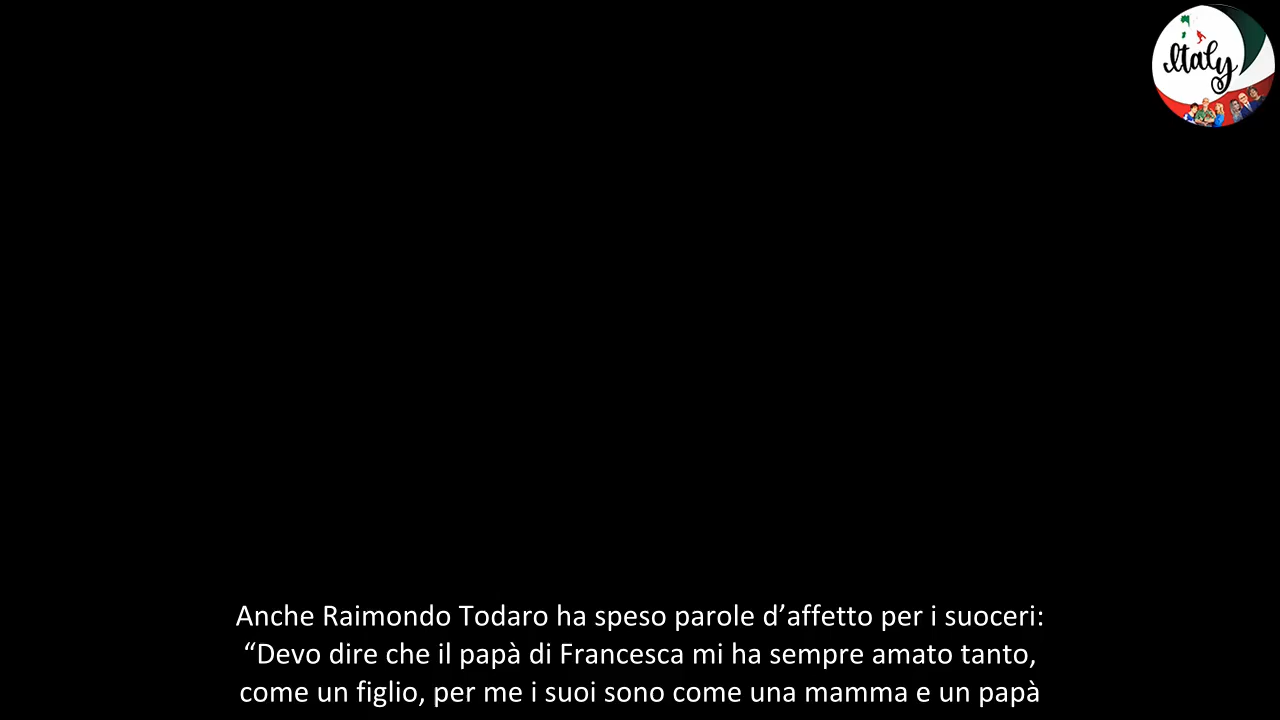 Italy
Anche Raimondo Todaro ha speso parole d’affetto per i suoceri:
“Devo dire che il papà di Francesca mi ha sempre amato tanto,
come un figlio, per me i suoi sono come una mamma e un papà